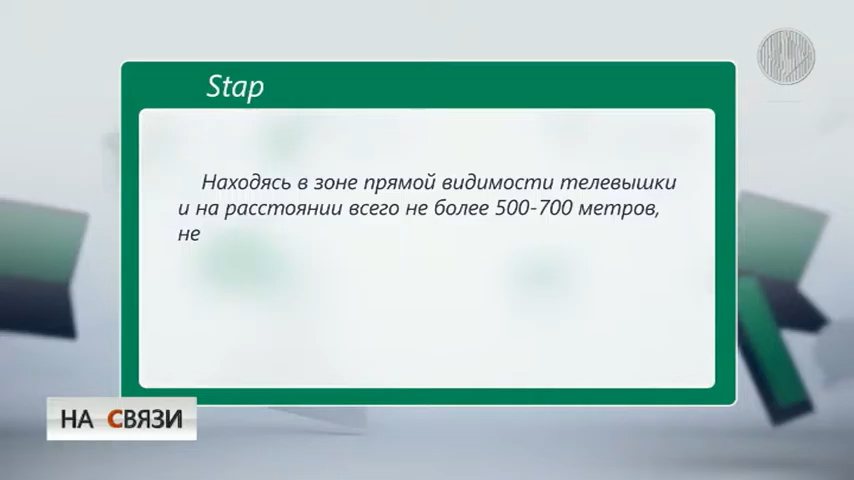 Stap
Находясь в зоне прямой видимости телевышки
и на расстоянии всего не более 500-700 метров,
не
НА СВЯЗИ